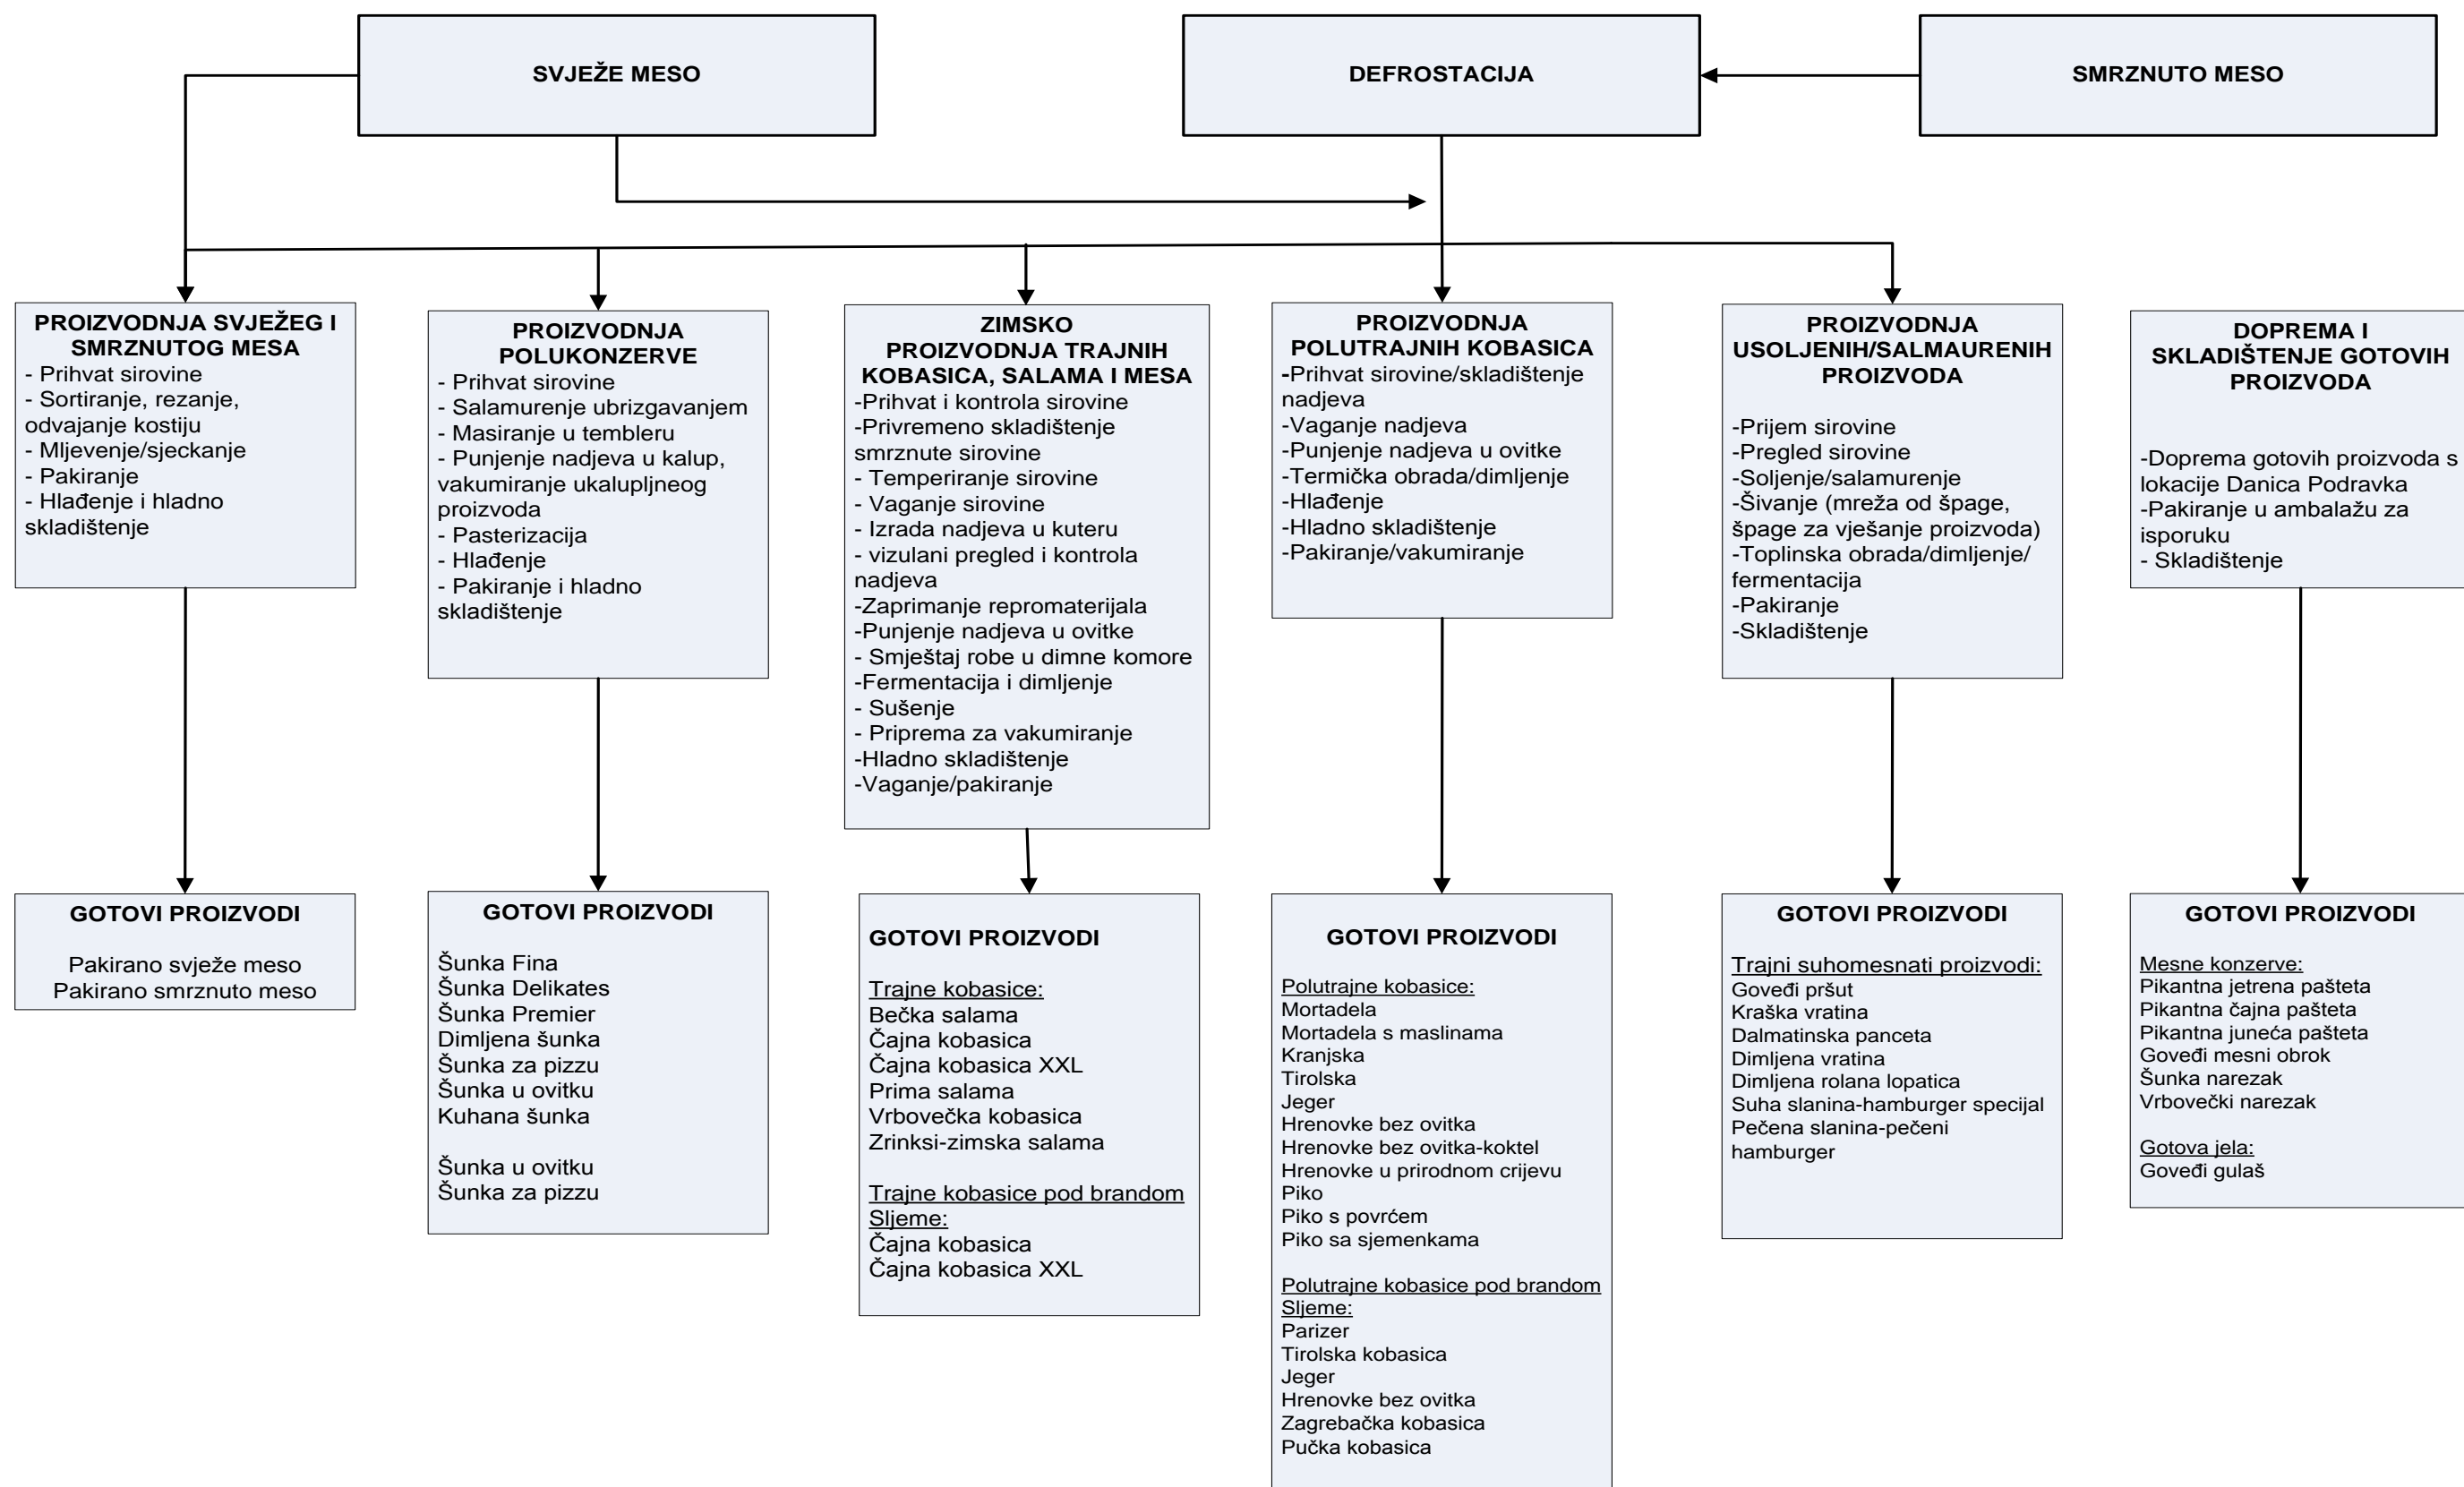 SVJEŽE MESO
DEFROSTACIJA
SMRZNUTO MESO
PROIZVODNJA SVJEŽEG I
SMRZNUTOG MESA
- Prihvat sirovine
- Sortiranje, rezanje,
odvajanje kostiju
- Mljevenje/sjeckanje
- Pakiranje
- Hlađenje i hladno
skladištenje
PROIZVODNJA
POLUKONZERVE
- Prihvat sirovine
- Salamurenje ubrizgavanjem
- Masiranje u tembleru
- Punjenje nadjeva u kalup,
vakumiranje ukalupljneog
proizvoda
- Pasterizacija
- Hlađenje
- Pakiranje i hladno
skladištenje
ZIMSKO
PROIZVODNJA TRAJNIH
KOBASICA, SALAMA I MESA
-Prihvat i kontrola sirovine
-Privremeno skladištenje
smrznute sirovine
- Temperiranje sirovine
- Vaganje sirovine
- Izrada nadjeva u kuteru
- vizulani pregled i kontrola
nadjeva
-Zaprimanje repromaterijala
-Punjenje nadjeva u ovitke
- Smještaj robe u dimne komore
-Fermentacija i dimljenje
- Sušenje
- Priprema za vakumiranje
-Hladno skladištenje
-Vaganje/pakiranje
PROIZVODNJA
POLUTRAJNIH KOBASICA
-Prihvat sirovine/skladištenje
nadjeva
-Vaganje nadjeva
-Punjenje nadjeva u ovitke
-Termička obrada/dimljenje
-Hlađenje
-Hladno skladištenje
-Pakiranje/vakumiranje
PROIZVODNJA
USOLJENIH/SALMAURENIH
PROIZVODA
-Prijem sirovine
-Pregled sirovine
-Soljenje/salamurenje
-Šivanje (mreža od špage,
špage za vješanje proizvoda)
-Toplinska obrada/dimljenje/
fermentacija
-Pakiranje
-Skladištenje
DOPREMA I
SKLADIŠTENJE GOTOVIH
PROIZVODA
-Doprema gotovih proizvoda s
lokacije Danica Podravka
-Pakiranje u ambalažu za
isporuku
- Skladištenje
GOTOVI PROIZVODI
Pakirano svježe meso
Pakirano smrznuto meso
GOTOVI PROIZVODI
Šunka Fina
Šunka Delikates
Šunka Premier
Dimljena šunka
Šunka za pizzu
Šunka u ovitku
Kuhana šunka
Šunka u ovitku
Šunka za pizzu
GOTOVI PROIZVODI
Trajne kobasice:
Bečka salama
Čajna kobasica
Čajna kobasica XXL
Prima salama
Vrbovečka kobasica
Zrinksi-zimska salama
Trajne kobasice pod brandom
Sljeme:
Čajna kobasica
Čajna kobasica XXL
GOTOVI PROIZVODI
Polutrajne kobasice:
Mortadela
Mortadela s maslinama
Kranjska
Tirolska
Jeger
Hrenovke bez ovitka
Hrenovke bez ovitka-koktel
Hrenovke u prirodnom crijevu
Piko
Piko s povrćem
Piko sa sjemenkama
Polutrajne kobasice pod brandom
Sljeme:
Parizer
Tirolska kobasica
Jeger
Hrenovke bez ovitka
Zagrebačka kobasica
Pučka kobasica
GOTOVI PROIZVODI
Trajni suhomesnati proizvodi:
Goveđi pršut
Kraška vratina
Dalmatinska panceta
Dimljena vratina
Dimljena rolana lopatica
Suha slanina-hamburger specijal
Pečena slanina-pečeni
hamburger
GOTOVI PROIZVODI
Mesne konzerve:
Pikantna jetrena pašteta
Pikantna čajna pašteta
Pikantna juneća pašteta
Goveđi mesni obrok
Šunka narezak
Vrbovečki narezak
Gotova jela:
Goveđi gulaš